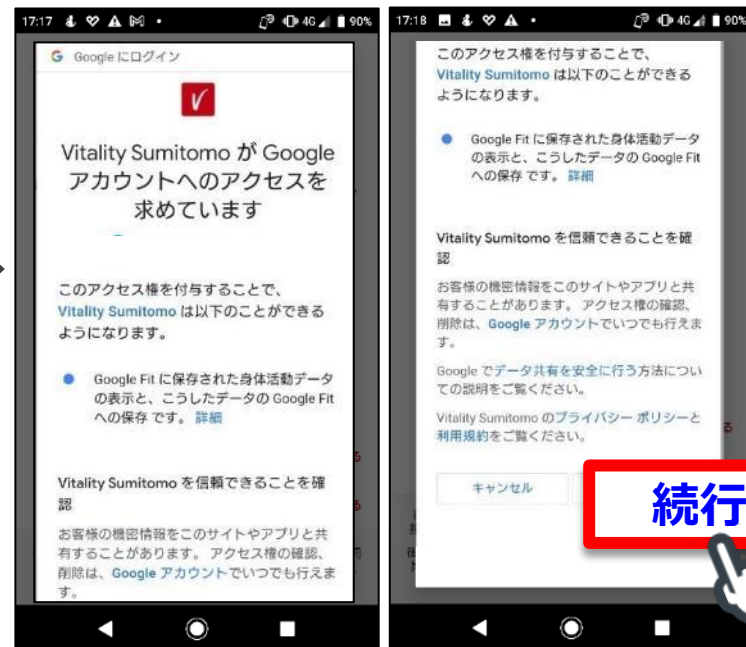 17:17
4G 90%
Google にログイン
Vitality Sumitomo が Google
アカウントへのアクセスを
求めています
このアクセス権を付与することで、
Vitality Sumitomo は以下のことができる
ようになります。
Google Fit に保存された身体活動データ
の表示と、こうしたデータの Google Fit
への保存 です。 詳細
Vitality Sumitomo を信頼できることを確
認
お客様の機密情報をこのサイトやアプリと共
有することがあります。 アクセス権の確認、
削除は、Google アカウントでいつでも行えま
す。
17:18
4G 90%
このアクセス権を付与することで、
Vitality Sumitomo は以下のことができる
ようになります。
Google Fit に保存された身体活動データ
の表示と、こうしたデータの Google Fit
への保存 です。 詳細
Vitality Sumitomo を信頼できることを確
認
お客様の機密情報をこのサイトやアプリと共
有することがあります。 アクセス権の確認、
削除は、Google アカウントでいつでも行えま
す。
Google でデータ共有を安全に行う方法につい
ての説明をご覧ください。
Vitality Sumitomo のプライバシー ポリシーと
利用規約をご覧ください。
キャンセル
続行